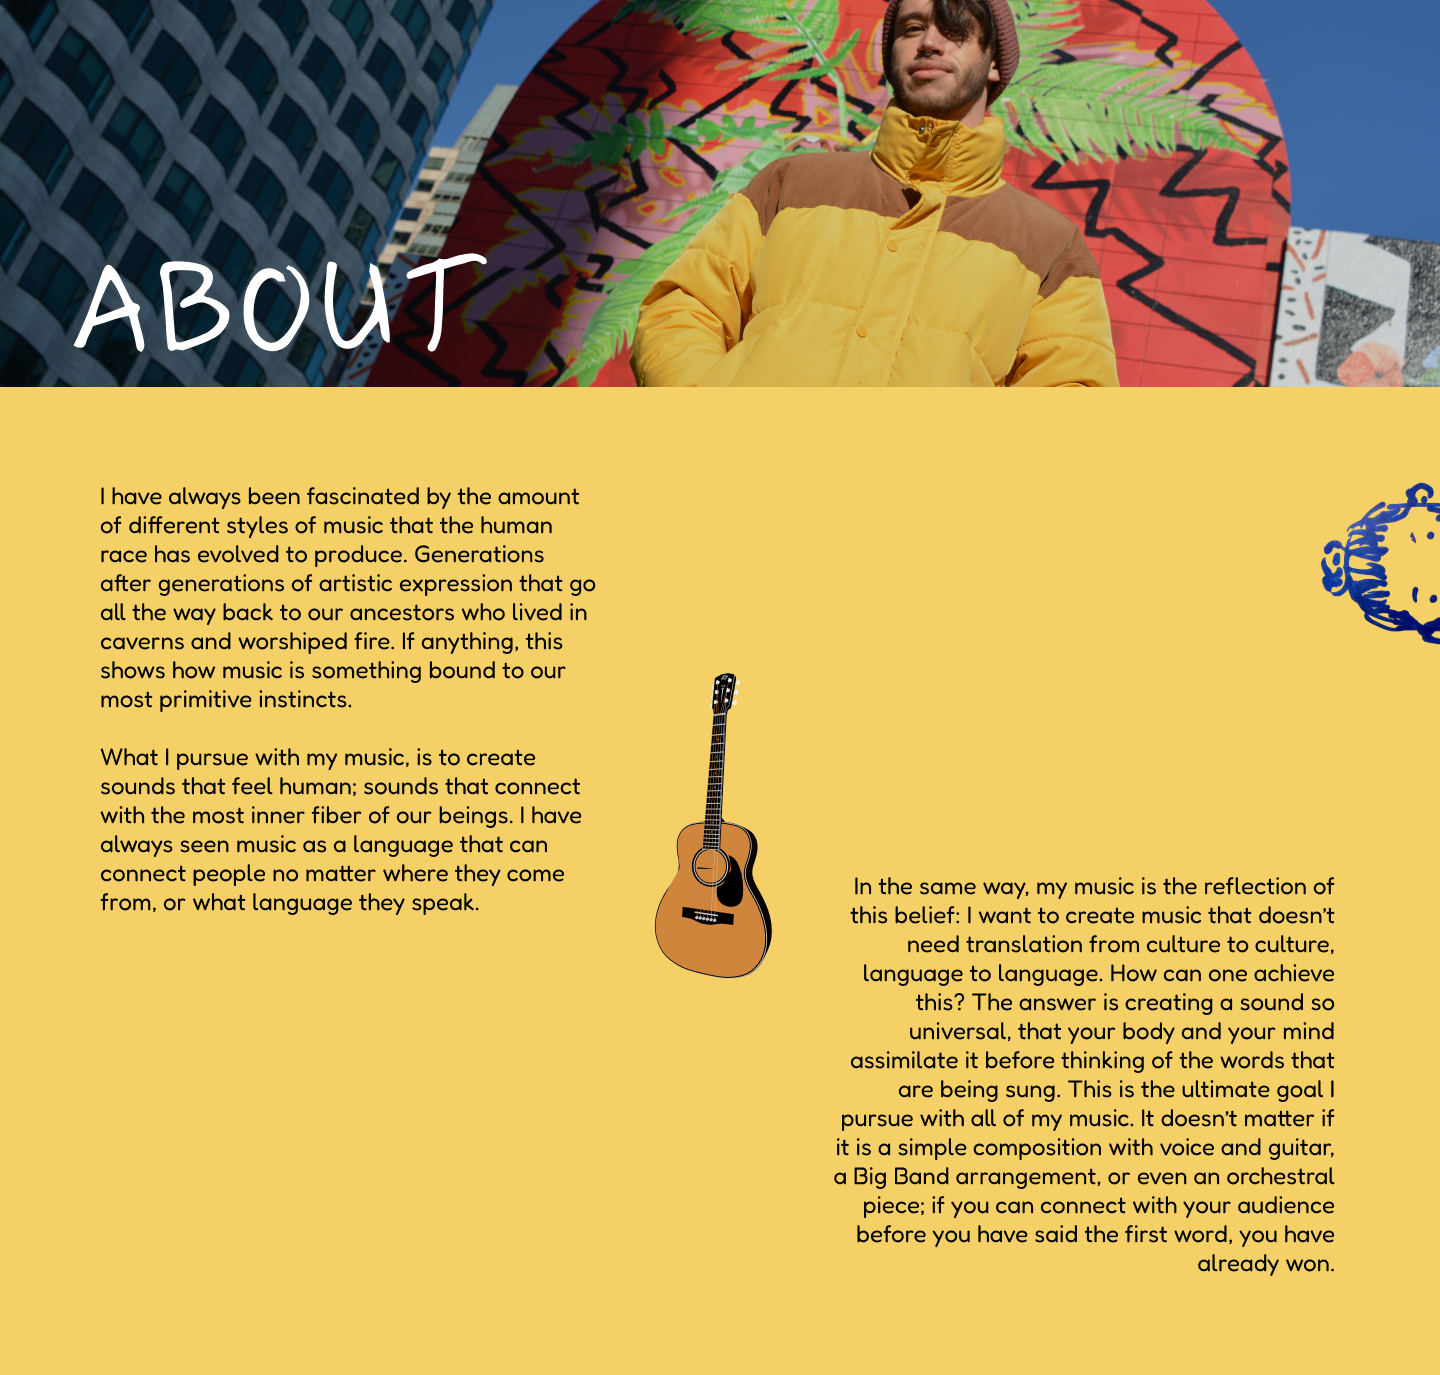 ABOUT
I have always been fascinated by the amount
of different styles of music that the human
race has evolved to produce. Generations
after generations of artistic expression that go
all the way back to our ancestors who lived in
caverns and worshiped fire. If anything, this
shows how music is something bound to our
most primitive instincts.
What I pursue with my music, is to create
sounds that feel human; sounds that connect
with the most inner fiber of our beings. I have
always seen music as a language that can
connect people no matter where they come
from, or what language they speak.
In the same way, my music is the reflection of
this belief: I want to create music that doesn't
need translation from culture to culture,
language to language. How can one achieve
this? The answer is creating a sound so
universal, that your body and your mind
assimilate it before thinking of the words that
are being sung. This is the ultimate goal I
pursue with all of my music. It doesn't matter if
it is a simple composition with voice and guitar,
a Big Band arrangement, or even an orchestral
piece; if you can connect with your audience
before you have said the first word, you have
already won.